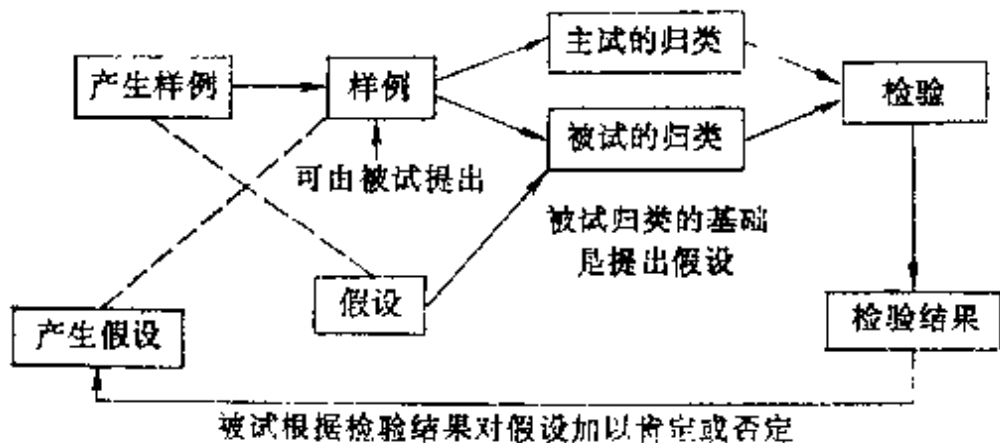 主试的归类
产生样例
样例
检验
被试的归类
可由被试提出
被试归类的基础
是提出假设
假设
产生假设
检验结果
被试根据检验结果对假设加以肯定或否定